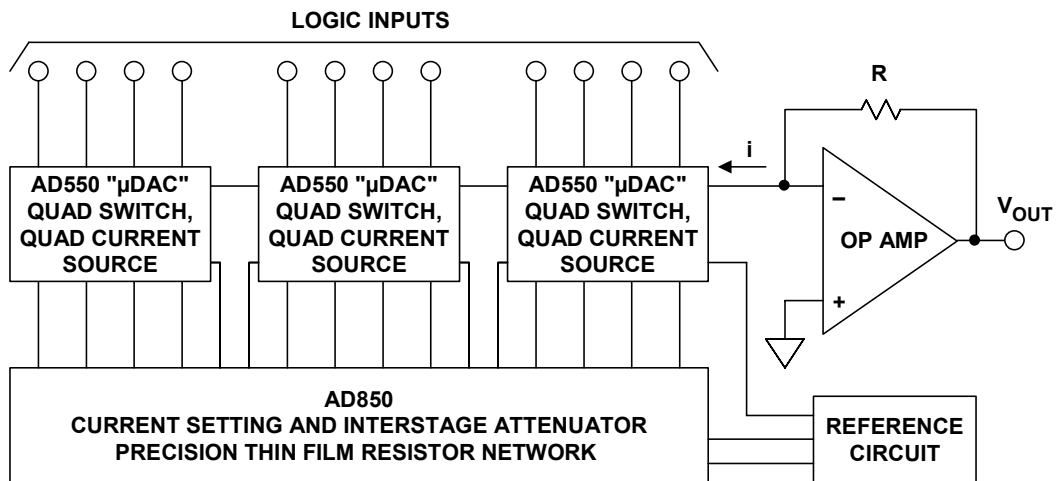 LOGIC INPUTS
R
i
AD550 "µDAC"
QUAD SWITCH,
QUAD CURRENT
SOURCE
AD550 "µDAC"
QUAD SWITCH,
QUAD CURRENT
SOURCE
AD550 "µDAC"
QUAD SWITCH,
QUAD CURRENT
SOURCE
–
OP AMP
+
VOUT
AD850
CURRENT SETTING AND INTERSTAGE ATTENUATOR
PRECISION THIN FILM RESISTOR NETWORK
REFERENCE
CIRCUIT